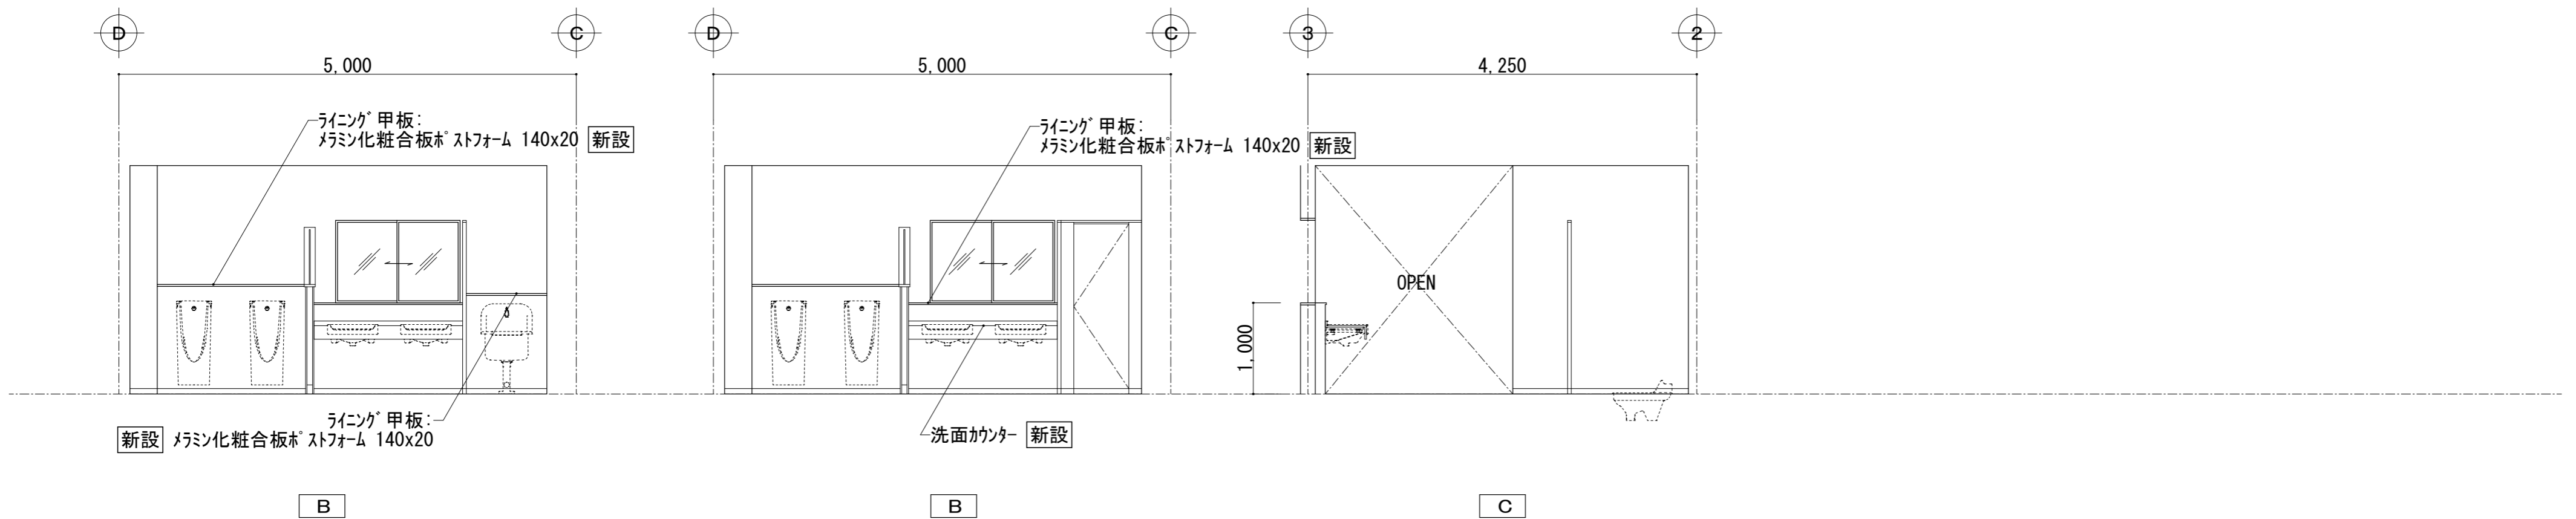 D
C
D
C
3
2
5,000
5,000
4,250
ﾗｲﾆﾝｸﾞ甲板:
ﾒﾗﾐﾝ化粧合板ﾎﾟｽﾄﾌｫｰﾑ 140x20 新設
ﾗｲﾆﾝｸﾞ甲板:
ﾒﾗﾐﾝ化粧合板ﾎﾟｽﾄﾌｫｰﾑ 140x20 新設
OPEN
1,000
ﾗｲﾆﾝｸﾞ甲板:
新設 ﾒﾗﾐﾝ化粧合板ﾎﾟｽﾄﾌｫｰﾑ 140x20
洗面ｶｳﾝﾀｰ 新設
B
B
C